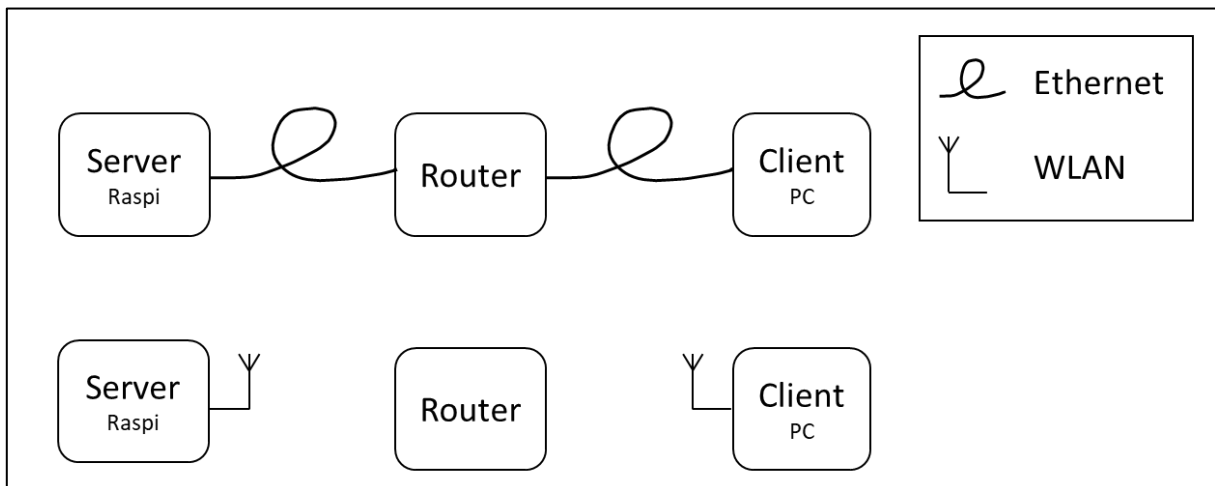 Server
Raspi
Router
Client
PC
Ethernet
WLAN
Server
Raspi
Router
Client
PC